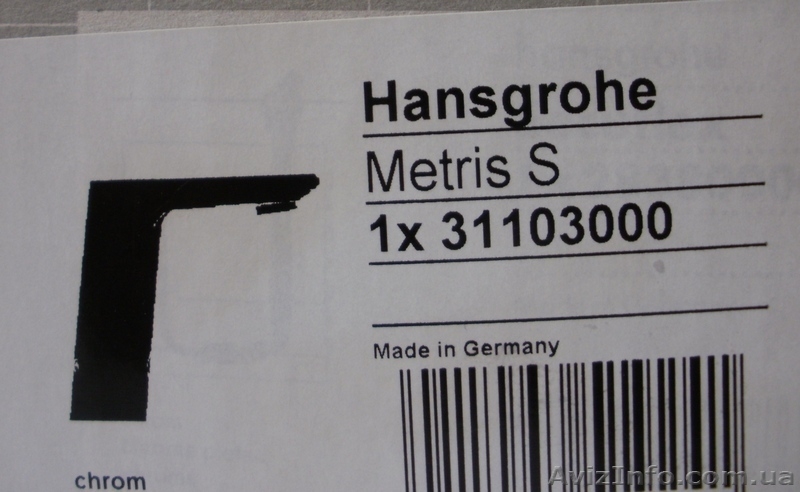 Hansgrohe
Metris S
1x 31103000
Made in Germany
chrom
AvizInfo.com.ua